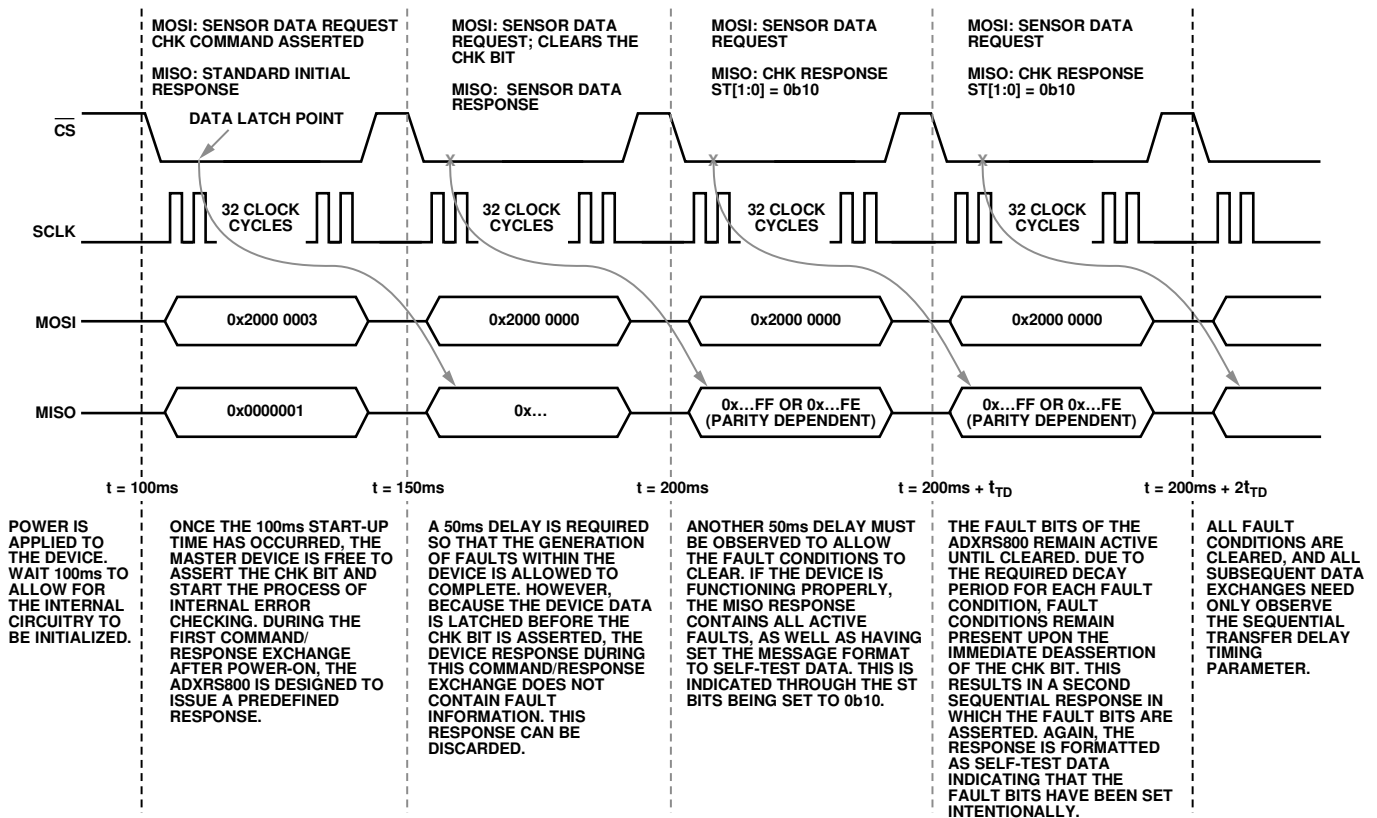 MOSI: SENSOR DATA REQUEST
CHK COMMAND ASSERTED
MISO: STANDARD INITIAL
RESPONSE
MOSI: SENSOR DATA
REQUEST; CLEARS THE
CHK BIT
MISO: SENSOR DATA
RESPONSE
MOSI: SENSOR DATA
REQUEST
MISO: CHK RESPONSE
ST[1:0] = 0b10
MOSI: SENSOR DATA
REQUEST
MISO: CHK RESPONSE
ST[1:0] = 0b10
CS
DATA LATCH POINT
X
X
X
SCLK
32 CLOCK
CYCLES
32 CLOCK
CYCLES
32 CLOCK
CYCLES
32 CLOCK
CYCLES
MOSI
0x2000 0003
0x2000 0000
0x2000 0000
0x2000 0000
MISO
0x0000001
0x…
0x…FF OR 0x…FE
(PARITY DEPENDENT)
0x…FF OR 0x…FE
(PARITY DEPENDENT)
t = 100ms
t = 150ms
t = 200ms
t = 200ms + tTD
t = 200ms + 2tTD
POWER IS
APPLIED TO
THE DEVICE.
WAIT 100ms TO
ALLOW FOR
THE INTERNAL
CIRCUITRY TO
BE INITIALIZED.
ONCE THE 100ms START-UP
TIME HAS OCCURRED, THE
MASTER DEVICE IS FREE TO
ASSERT THE CHK BIT AND
START THE PROCESS OF
INTERNAL ERROR
CHECKING. DURING THE
FIRST COMMAND/
RESPONSE EXCHANGE
AFTER POWER-ON, THE
ADXRS800 IS DESIGNED TO
ISSUE A PREDEFINED
RESPONSE.
A 50ms DELAY IS REQUIRED
SO THAT THE GENERATION
OF FAULTS WITHIN THE
DEVICE IS ALLOWED TO
COMPLETE. HOWEVER,
BECAUSE THE DEVICE DATA
IS LATCHED BEFORE THE
CHK BIT IS ASSERTED, THE
DEVICE RESPONSE DURING
THIS COMMAND/RESPONSE
EXCHANGE DOES NOT
CONTAIN FAULT
INFORMATION. THIS
RESPONSE CAN BE
DISCARDED.
ANOTHER 50ms DELAY MUST
BE OBSERVED TO ALLOW
THE FAULT CONDITIONS TO
CLEAR. IF THE DEVICE IS
FUNCTIONING PROPERLY,
THE MISO RESPONSE
CONTAINS ALL ACTIVE
FAULTS, AS WELL AS HAVING
SET THE MESSAGE FORMAT
TO SELF-TEST DATA. THIS IS
INDICATED THROUGH THE ST
BITS BEING SET TO 0b10.
THE FAULT BITS OF THE
ADXRS800 REMAIN ACTIVE
UNTIL CLEARED. DUE TO
THE REQUIRED DECAY
PERIOD FOR EACH FAULT
CONDITION, FAULT
CONDITIONS REMAIN
PRESENT UPON THE
IMMEDIATE DEASSERTION
OF THE CHK BIT. THIS
RESULTS IN A SECOND
SEQUENTIAL RESPONSE IN
WHICH THE FAULT BITS ARE
ASSERTED. AGAIN, THE
RESPONSE IS FORMATTED
AS SELF-TEST DATA
INDICATING THAT THE
FAULT BITS HAVE BEEN SET
INTENTIONALLY.
ALL FAULT
CONDITIONS ARE
CLEARED, AND ALL
SUBSEQUENT DATA
EXCHANGES NEED
ONLY OBSERVE
THE SEQUENTIAL
TRANSFER DELAY
TIMING
PARAMETER.